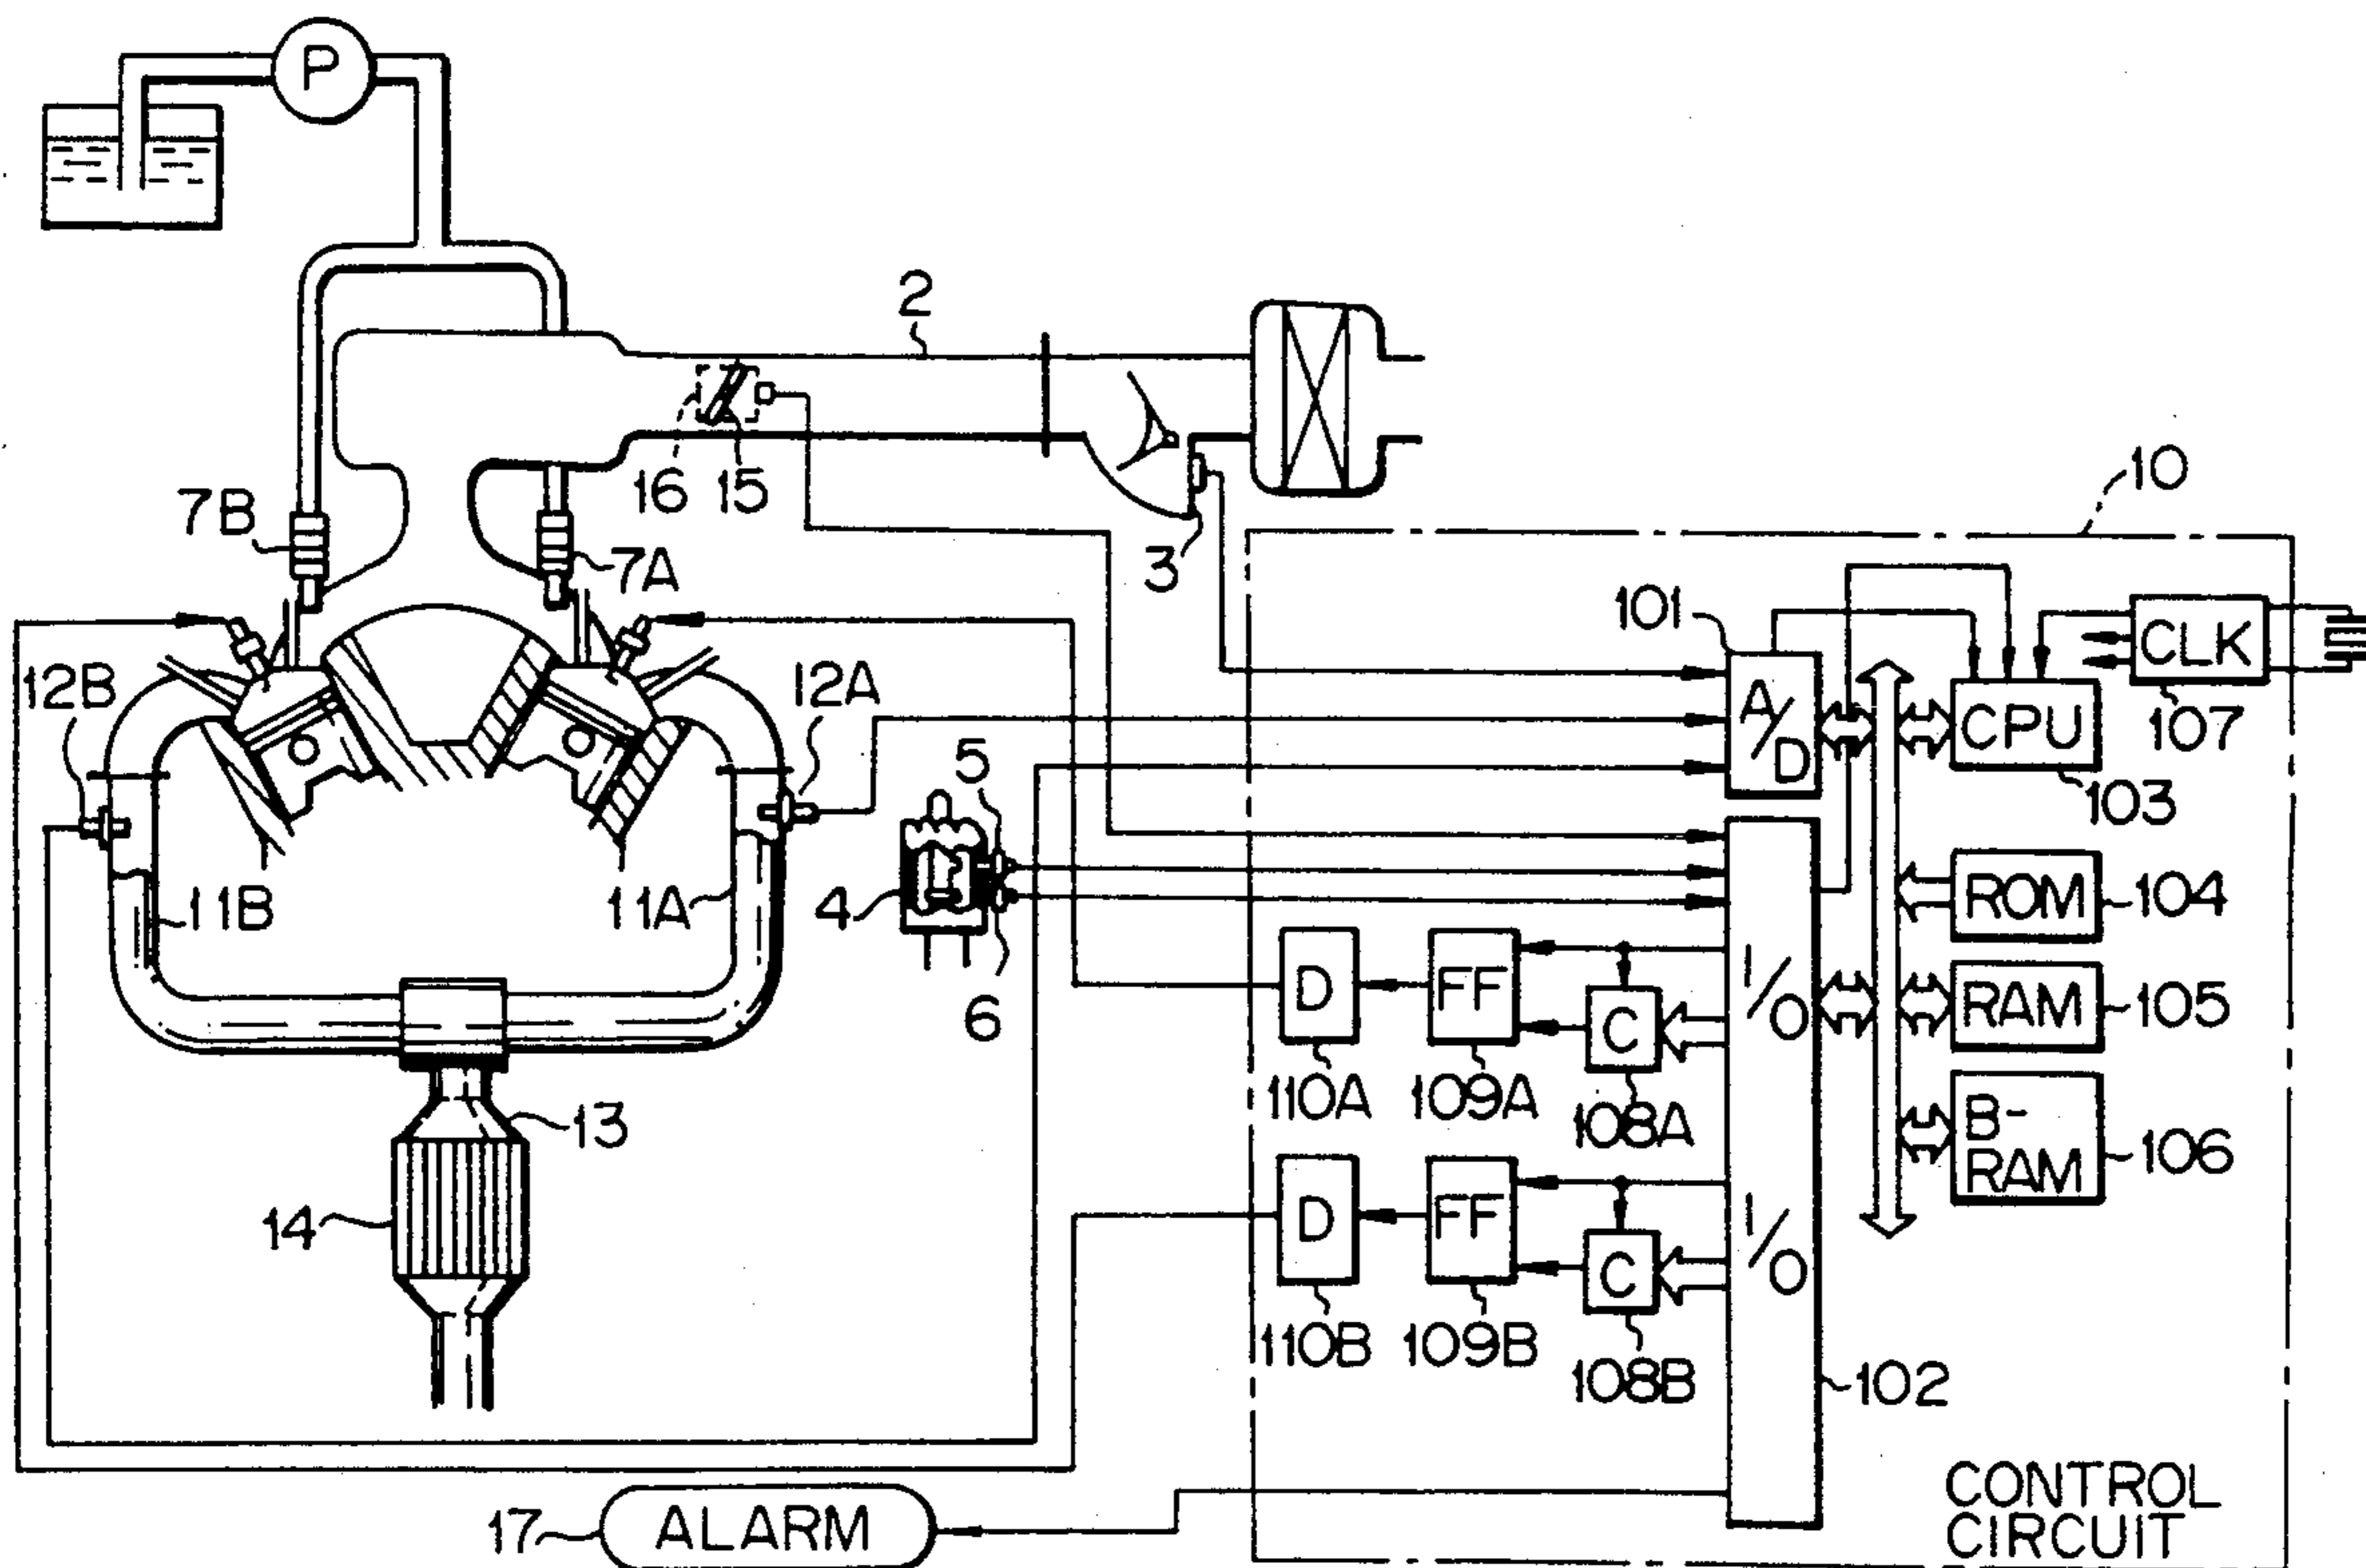 P
2
16
15
7B
7A
3
10
101
CLK
107
12B
12A
A/D
CPU
103
5
4
6
11B
11A
ROM
104
D
FF
C
I/O
RAM
105
110A
109A
108A
B-
RAM
106
13
14
D
FF
C
I/O
110B
109B
108B
102
17
ALARM
CONTROL
CIRCUIT